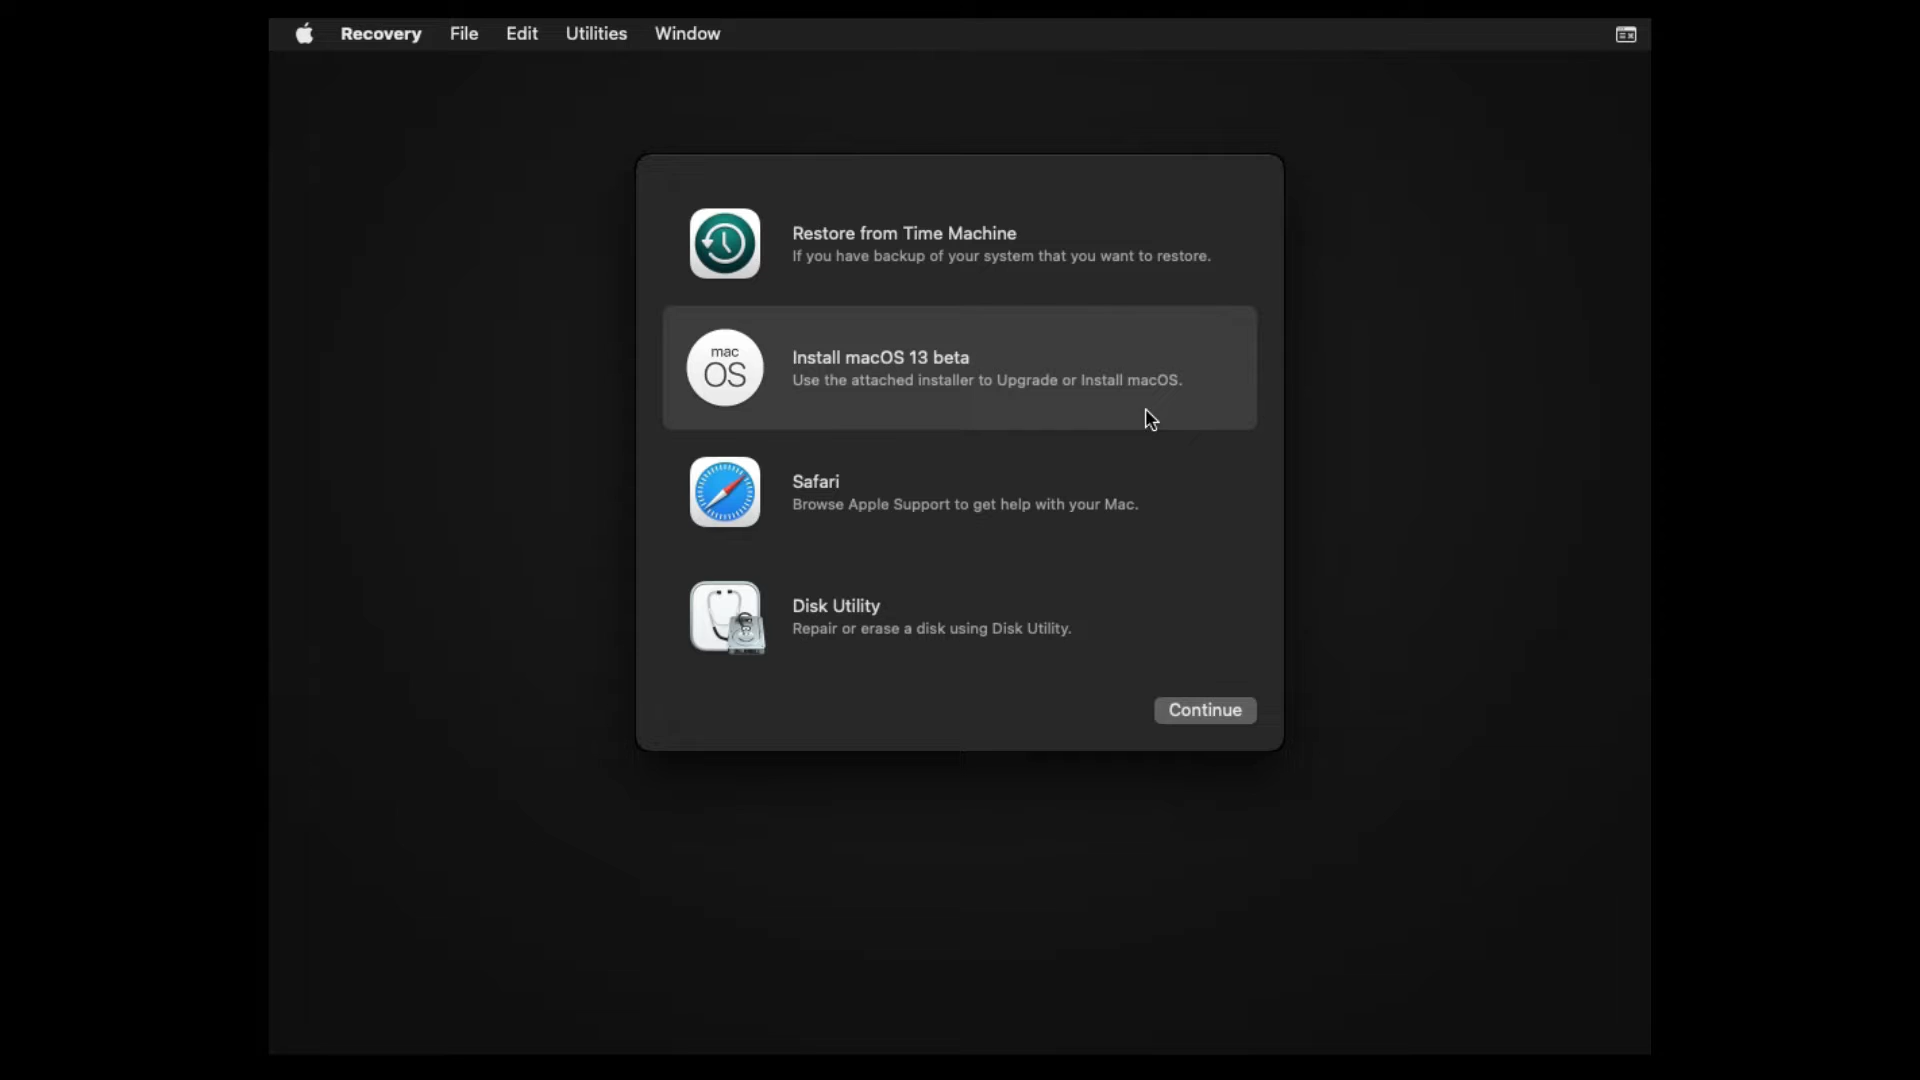 Recovery File Edit Utilities Window
Restore from Time Machine
If you have backup of your system that you want to restore.
mac
OS
Install macOS 13 beta
Use the attached installer to Upgrade or Install macOS.
Safari
Browse Apple Support to get help with your Mac.
Disk Utility
Repair or erase a disk using Disk Utility.
Continue